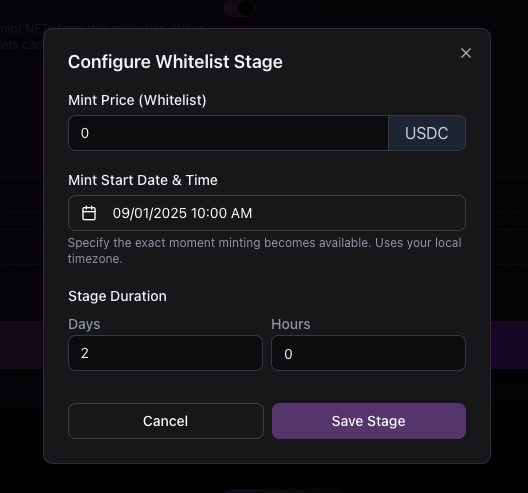 mint NFTs from this collection. When
lets can
Configure Whitelist Stage
Mint Price (Whitelist)
0 USDC
Mint Start Date & Time
09/01/2025 10:00 AM
Specify the exact moment minting becomes available. Uses your local
timezone.
Stage Duration
Days Hours
2 0
Cancel Save Stage